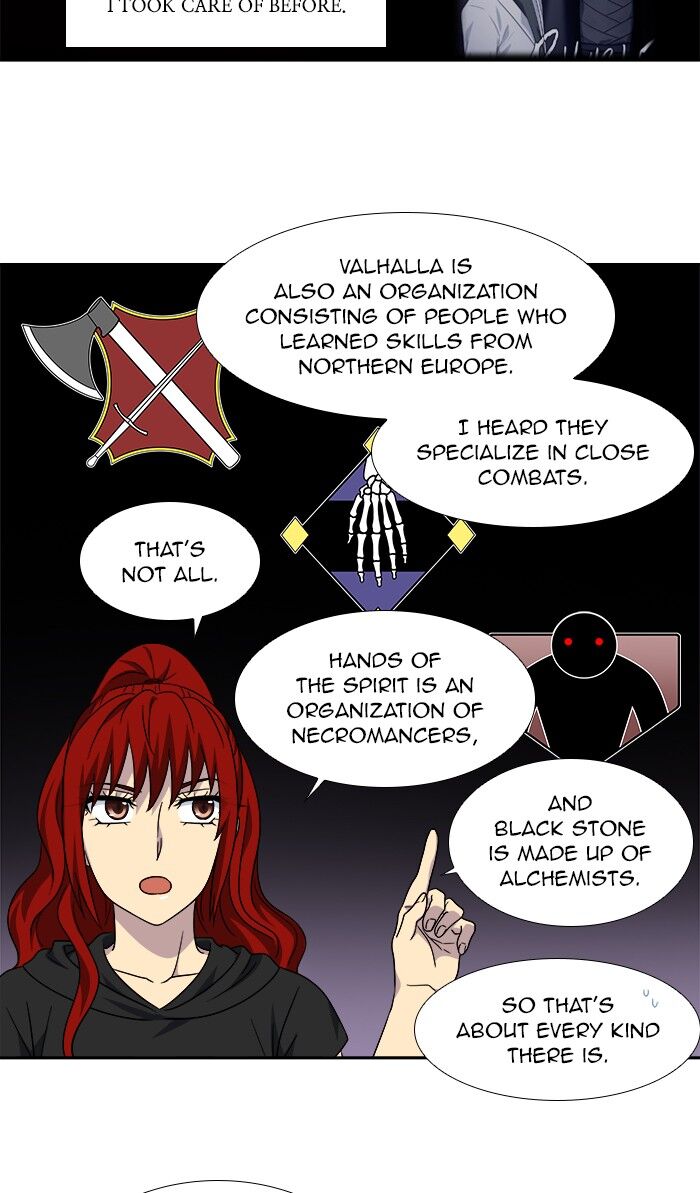 I TOOK CARE OF BEFORE.
VALHALLA IS
ALSO AN ORGANIZATION
CONSISTING OF PEOPLE WHO
LEARNED SKILLS FROM
NORTHERN EUROPE.
I HEARD THEY
SPECIALIZE IN CLOSE
COMBATS.
THAT'S
NOT ALL.
HANDS OF
THE SPIRIT IS AN
ORGANIZATION OF
NECROMANCERS,
AND
BLACK STONE
IS MADE UP OF
ALCHEMISTS.
SO THAT'S
ABOUT EVERY KIND
THERE IS.